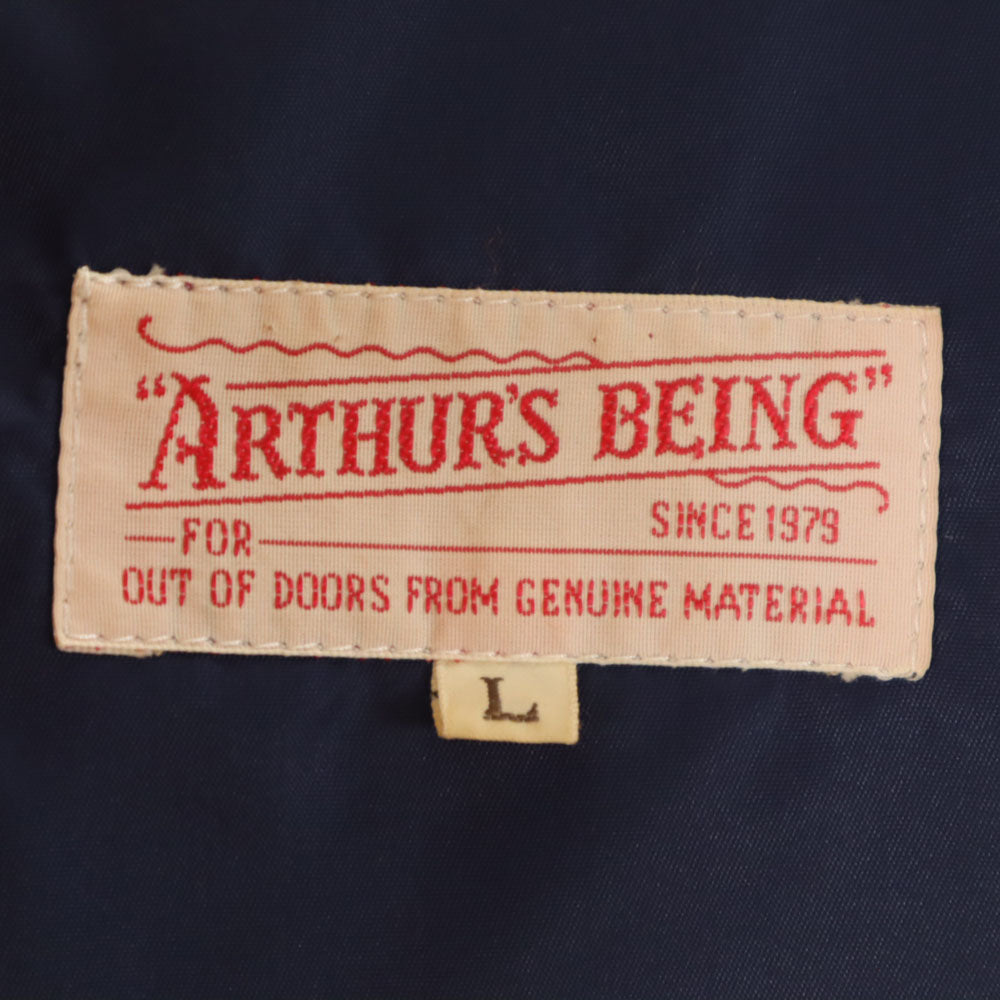 "ARTHUR'S BEING"
SINCE 1979
FOR
OUT OF DOORS FROM GENUINE MATERIAL
L